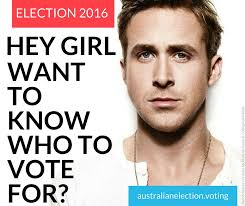 ELECTION 2016
HEY GIRL
WANT
TO
KNOW
WHO TO
VOTE
FOR?
australianelection.voting